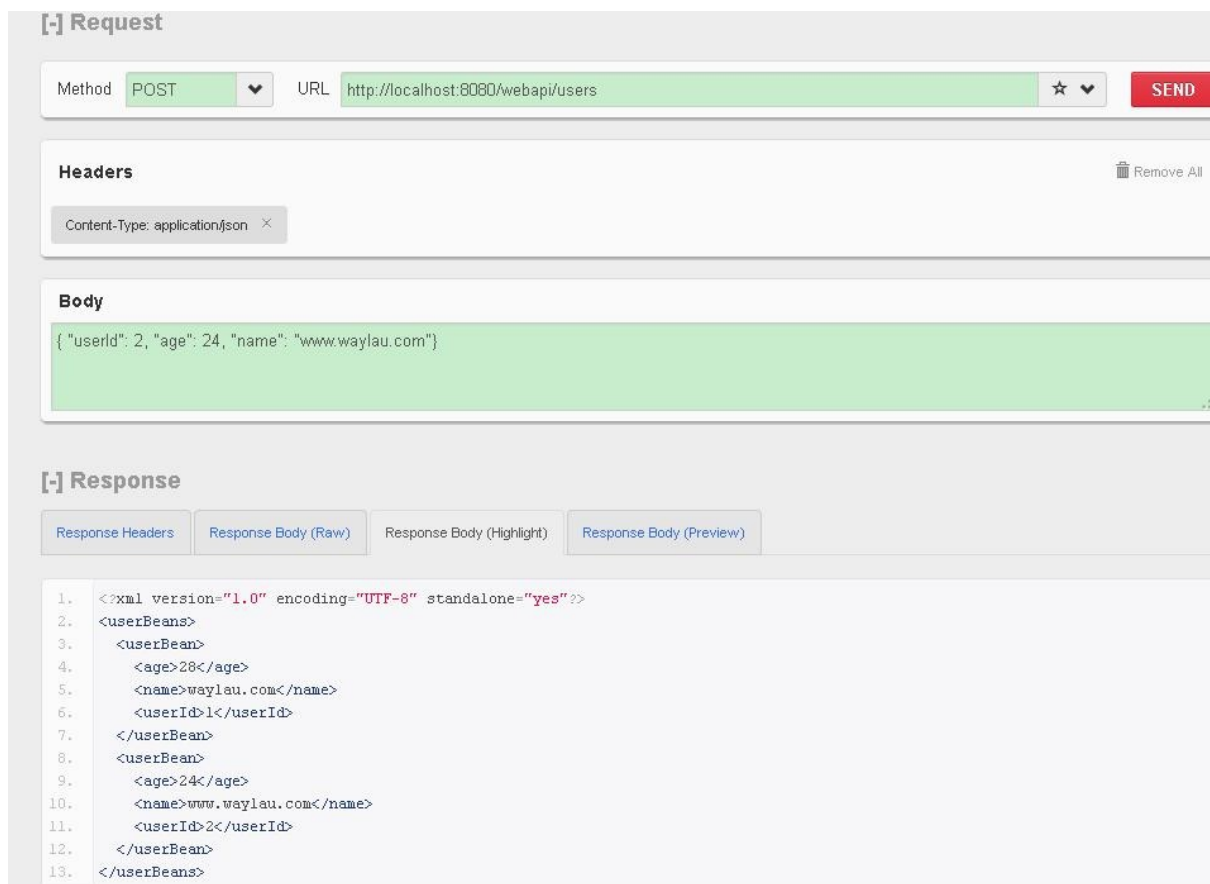 [-] Request
Method POST URL http://localhost:8080/webapi/users SEND
Headers Remove All
Content-Type: application/json ×
Body
{ "userId": 2, "age": 24, "name": "www.waylau.com"}
[-] Response
Response Headers Response Body (Raw) Response Body (Highlight) Response Body (Preview)
1. <?xml version="1.0" encoding="UTF-8" standalone="yes"?>
2. <userBeans>
3. <userBean>
4. <age>28</age>
5. <name>waylau.com</name>
6. <userId>1</userId>
7. </userBean>
8. <userBean>
9. <age>24</age>
10. <name>www.waylau.com</name>
11. <userId>2</userId>
12. </userBean>
13. </userBeans>